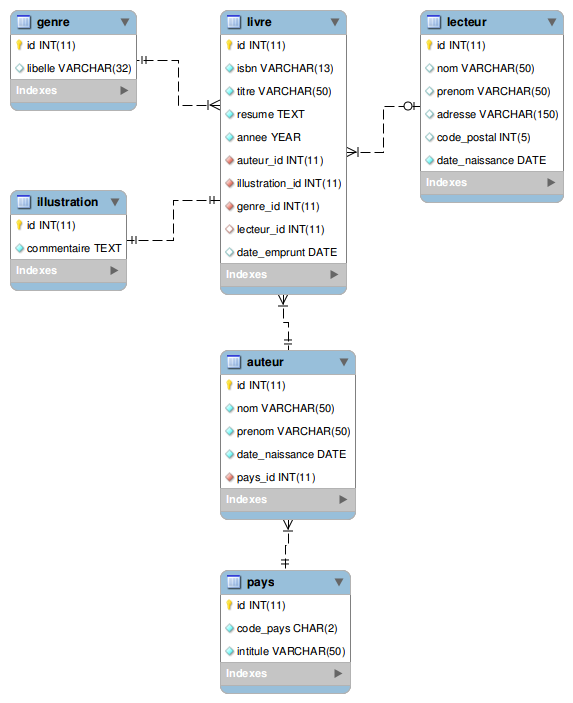 genre
id INT(11)
libelle VARCHAR(32)
Indexes
livre
id INT(11)
isbn VARCHAR(13)
titre VARCHAR(50)
resume TEXT
annee YEAR
auteur_id INT(11)
illustration_id INT(11)
genre_id INT(11)
lecteur_id INT(11)
date_emprunt DATE
Indexes
lecteur
id INT(11)
nom VARCHAR(50)
prenom VARCHAR(50)
adresse VARCHAR(150)
code_postal INT(5)
date_naissance DATE
Indexes
illustration
id INT(11)
commentaire TEXT
Indexes
auteur
id INT(11)
nom VARCHAR(50)
prenom VARCHAR(50)
date_naissance DATE
pays_id INT(11)
Indexes
pays
id INT(11)
code_pays CHAR(2)
intitule VARCHAR(50)
Indexes